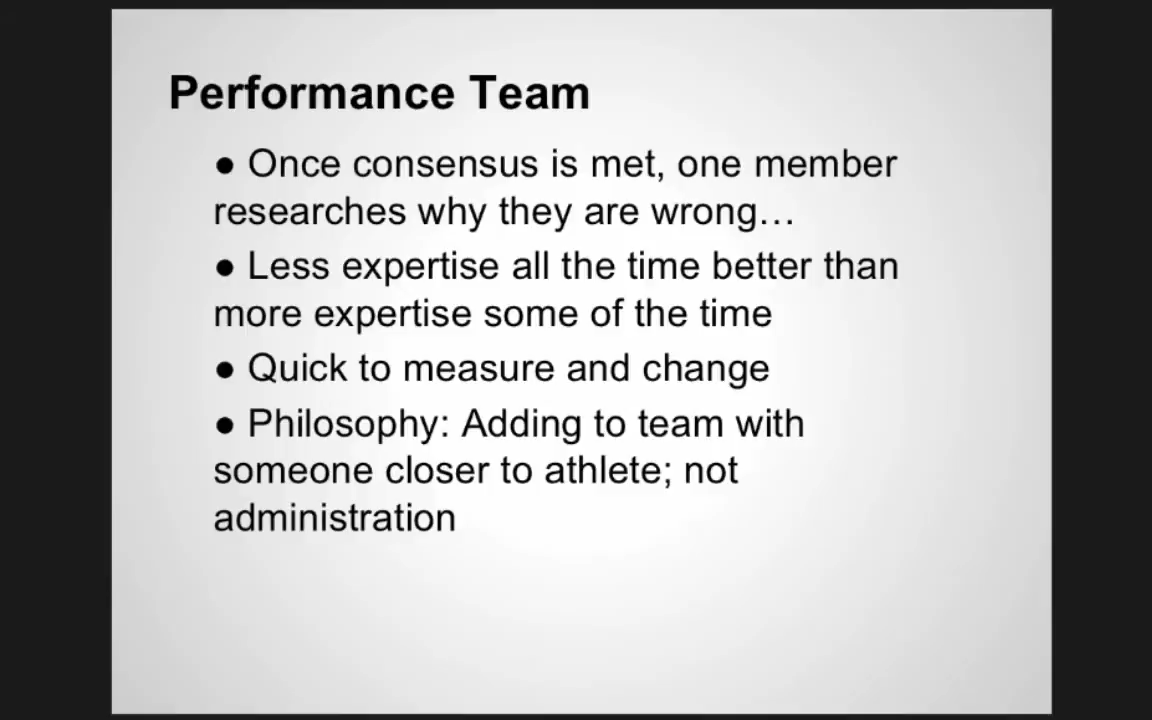 Performance Team
● Once consensus is met, one member
researches why they are wrong…
● Less expertise all the time better than
more expertise some of the time
● Quick to measure and change
● Philosophy: Adding to team with
someone closer to athlete; not
administration